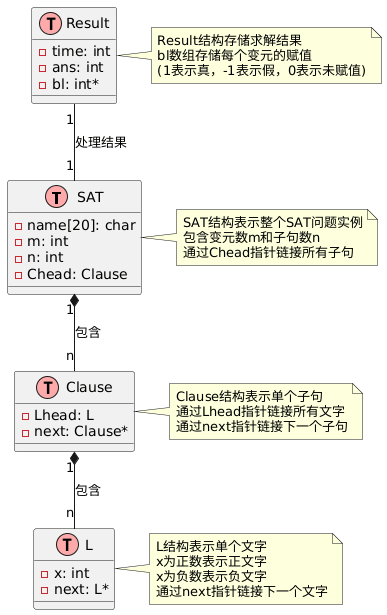 T Result
time: int
ans: int
bl: int*
Result结构存储求解结果
bl数组存储每个变元的赋值
(1表示真，-1表示假，0表示未赋值)
1
处理结果
1
T SAT
name[20]: char
m: int
n: int
Chead: Clause
SAT结构表示整个SAT问题实例
包含变元数m和子句数n
通过Chead指针链接所有子句
1
包含
n
T Clause
Lhead: L
next: Clause*
Clause结构表示单个子句
通过Lhead指针链接所有文字
通过next指针链接下一个子句
1
包含
n
T L
x: int
next: L*
L结构表示单个文字
x为正数表示正文字
x为负数表示负文字
通过next指针链接下一个文字